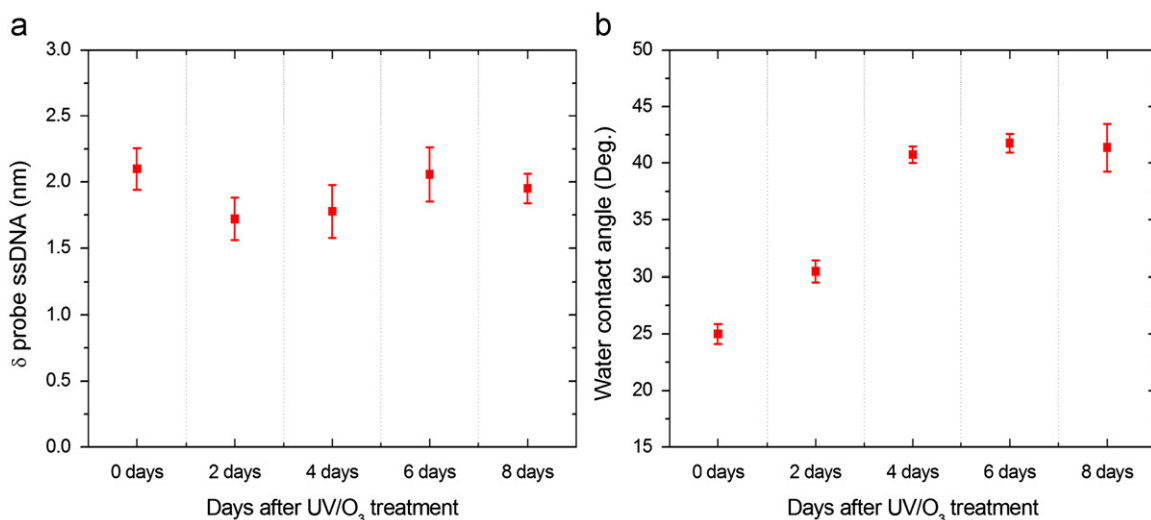 a
3.0
2.5
2.0
1.5
1.0
0.5
0.0
δ probe ssDNA (nm)
0 days 2 days 4 days 6 days 8 days
Days after UV/O₃ treatment
b
50
45
40
35
30
25
20
15
Water contact angle (Deg.)
0 days 2 days 4 days 6 days 8 days
Days after UV/O₃ treatment